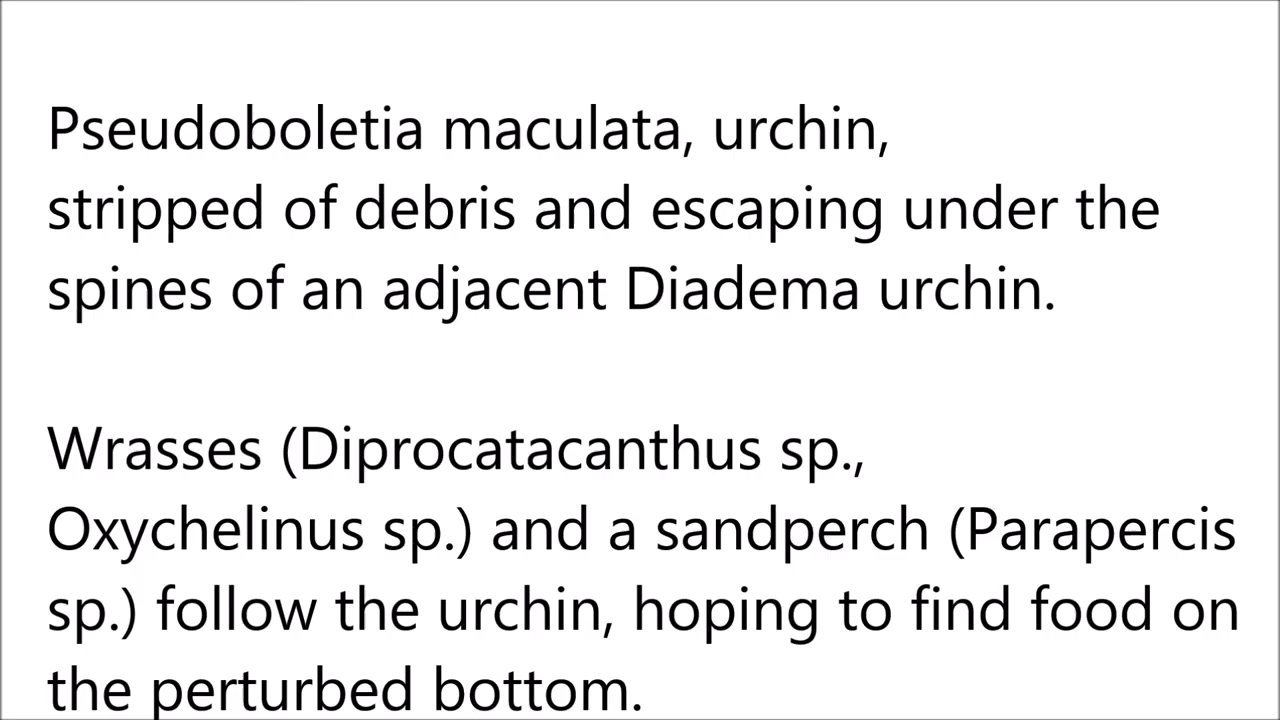 Pseudoboletia maculata, urchin,
stripped of debris and escaping under the
spines of an adjacent Diadema urchin.
Wrasses (Diprocatacanthus sp.,
Oxychelinus sp.) and a sandperch (Parapercis
sp.) follow the urchin, hoping to find food on
the perturbed bottom.